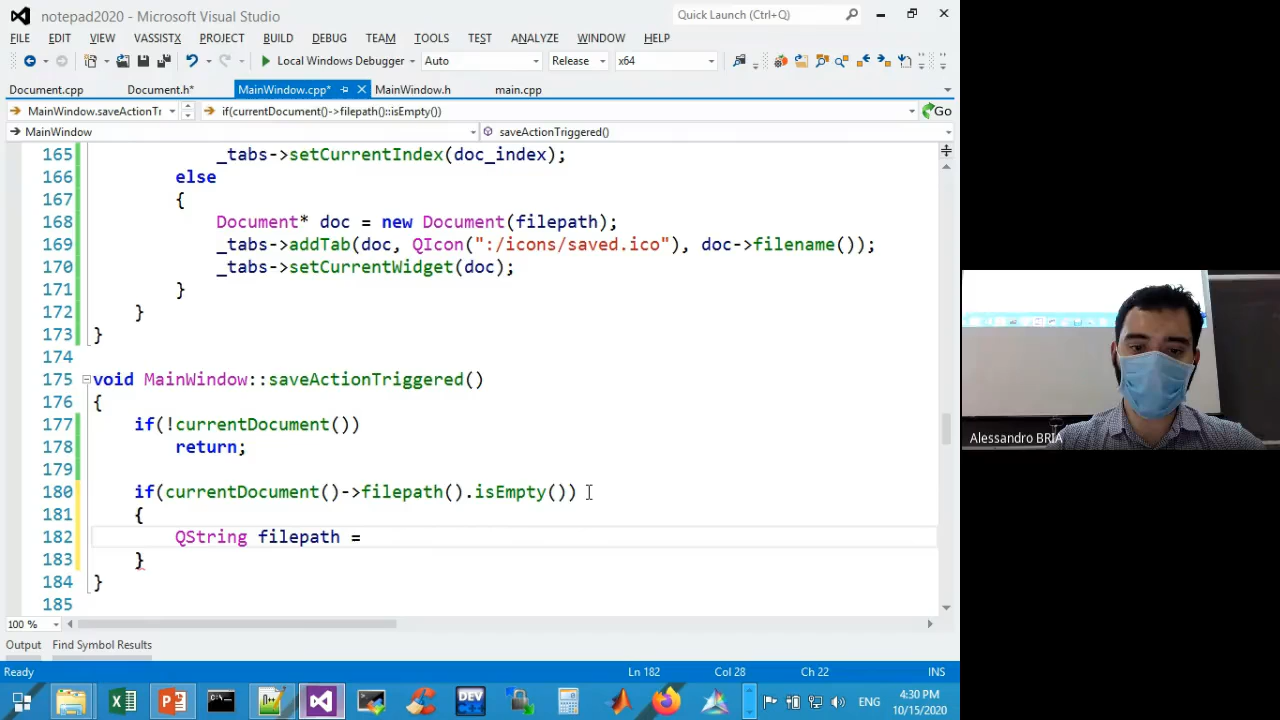 notepad2020 - Microsoft Visual Studio
Quick Launch (Ctrl+Q)
FILE EDIT VIEW VASSISTX PROJECT BUILD DEBUG TEAM TOOLS TEST ANALYZE WINDOW HELP
Local Windows Debugger Auto Release x64
Document.cpp Document.h* MainWindow.cpp* MainWindow.h main.cpp
MainWindow.saveActionTr if(currentDocument()->filepath()::isEmpty()) Go
MainWindow saveActionTriggered()
165 _tabs->setCurrentIndex(doc_index);
166 else
167 {
168 Document* doc = new Document(filepath);
169 _tabs->addTab(doc, QIcon(":/icons/saved.ico"), doc->filename());
170 _tabs->setCurrentWidget(doc);
171 }
172 }
173 }
174
175 void MainWindow::saveActionTriggered()
176 {
177 if(!currentDocument())
178 return;
179
180 if(currentDocument()->filepath().isEmpty())
181 {
182 QString filepath =
183 }
184 }
185
100 %
Output Find Symbol Results
Ready Ln 182 Col 28 Ch 22 INS
DEV
ENG
4:30 PM
10/15/2020
Alessandro BRIA